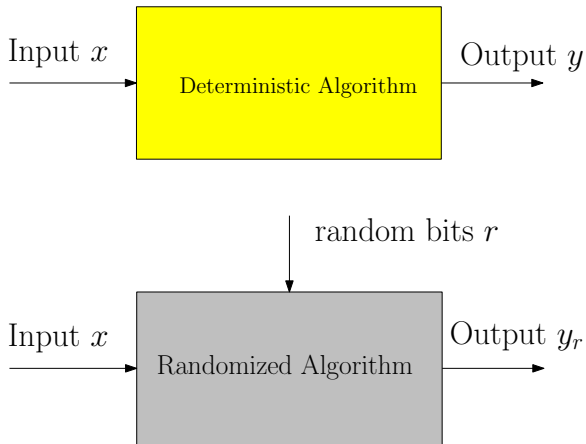 Input x
Output y
Deterministic Algorithm
random bits r
Input x
Output y_r
Randomized Algorithm